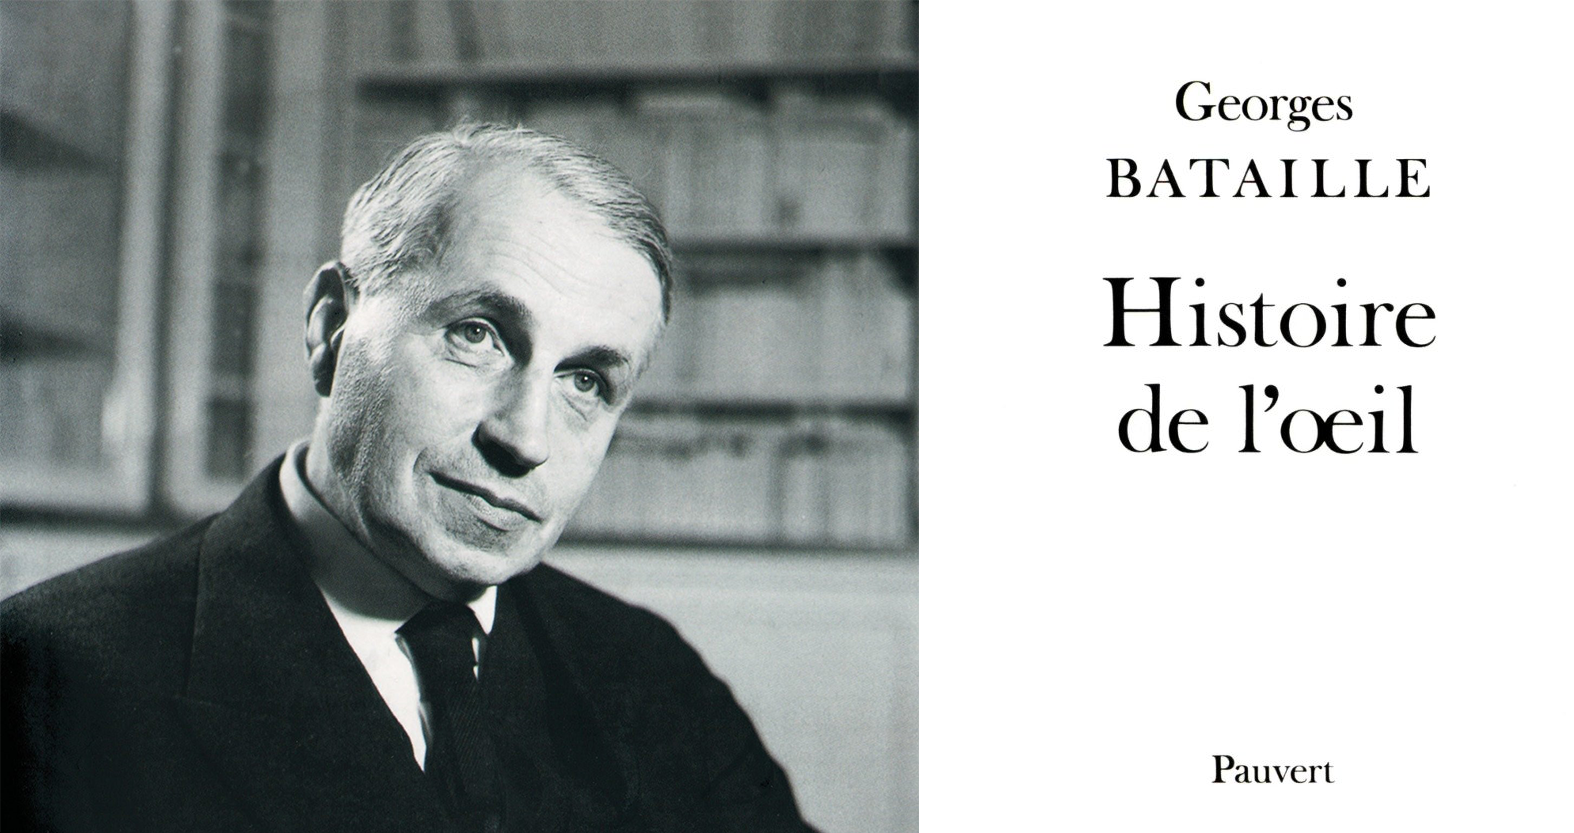 Georges
BATAILLE
Histoire
de l’œil
Pauvert